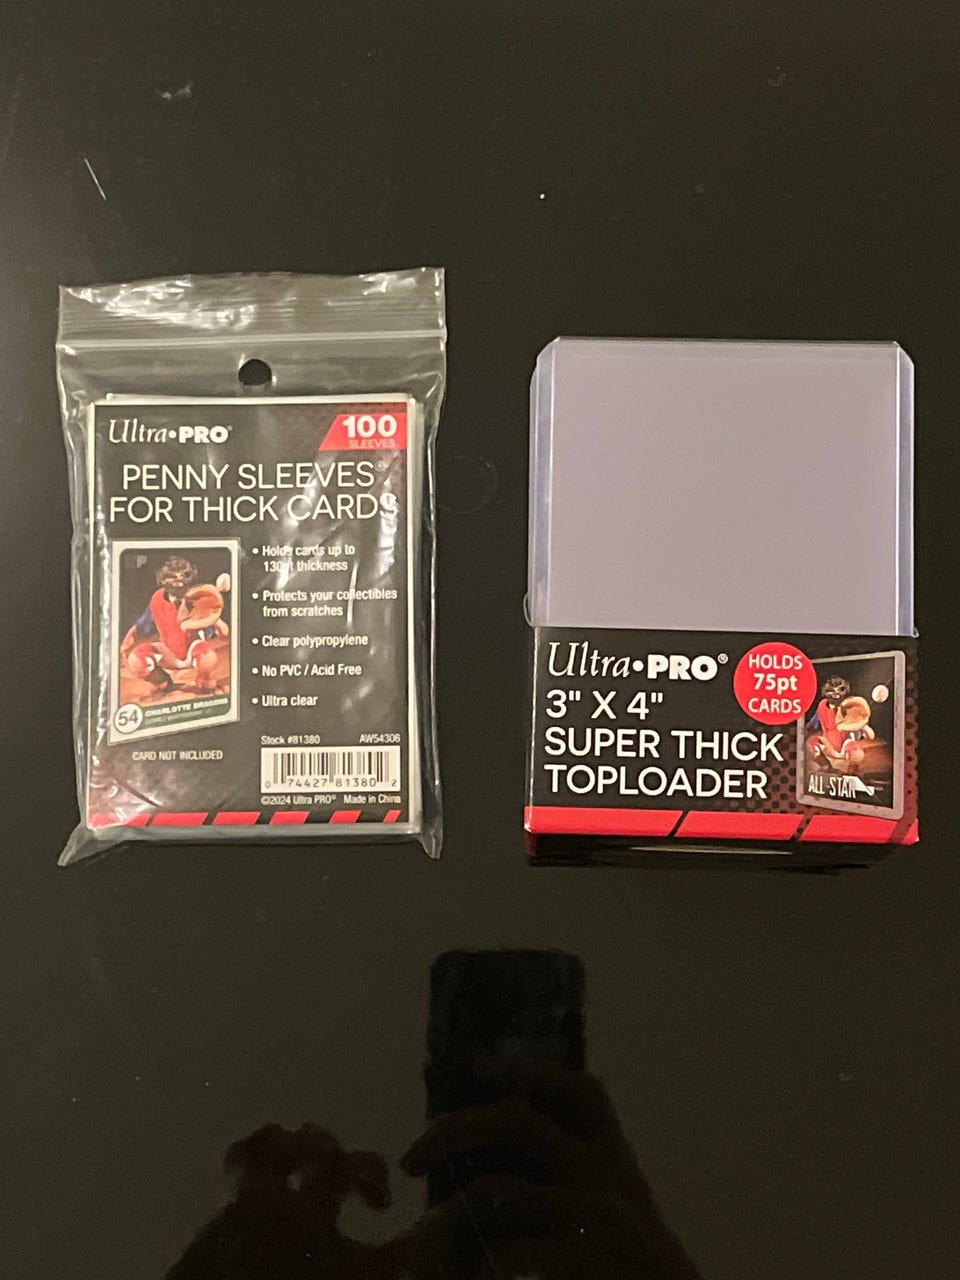 Ultra•PRO®
100
SLEEVES
PENNY SLEEVES®
FOR THICK CARDS
• Holds cards up to
130pt thickness
• Protects your collectibles
from scratches
• Clear polypropylene
• No PVC / Acid Free
• Ultra clear
54
CHARLOTTE DRAGONS
CARD NOT INCLUDED
Stock #81380 AW54306
0 74427 81380 2
©2024 Ultra PRO® Made in China
Ultra•PRO®
HOLDS
75pt
CARDS
3" X 4"
SUPER THICK
TOPLOADER
ALL-STAR